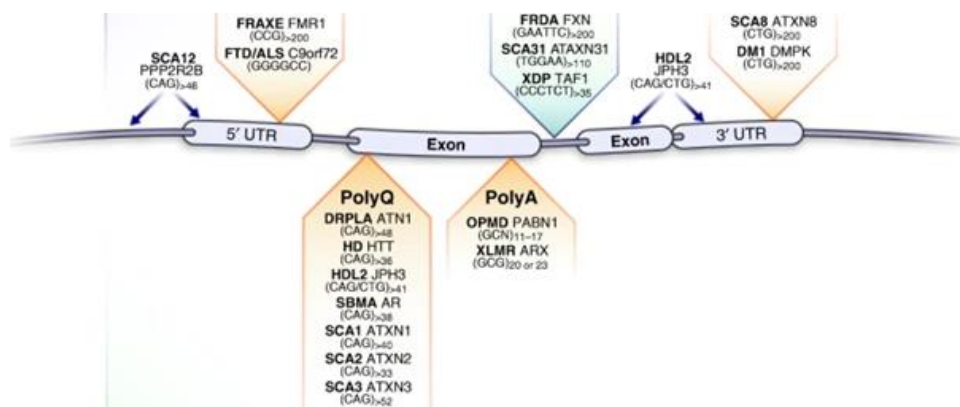 FRAXE FMR1
(CCG)>200
FTD/ALS C9orf72
(GGGGCC)
FRDA FXN
(GAATTC)>200
SCA31 ATAXN31
(TGGAA)>110
XDP TAF1
(CCCTCT)>35
SCA8 ATXN8
(CTG)>200
DM1 DMPK
(CTG)>200
SCA12
PPP2R2B
(CAG)>46
HDL2
JPH3
(CAG/CTG)>41
5′ UTR
Exon
Exon
3′ UTR
PolyQ
DRPLA ATN1
(CAG)>48
HD HTT
(CAG)>36
HDL2 JPH3
(CAG/CTG)>41
SBMA AR
(CAG)>38
SCA1 ATXN1
(CAG)>40
SCA2 ATXN2
(CAG)>33
SCA3 ATXN3
(CAG)>52
PolyA
OPMD PABN1
(GCN)11–17
XLMR ARX
(GCG)20 or 23